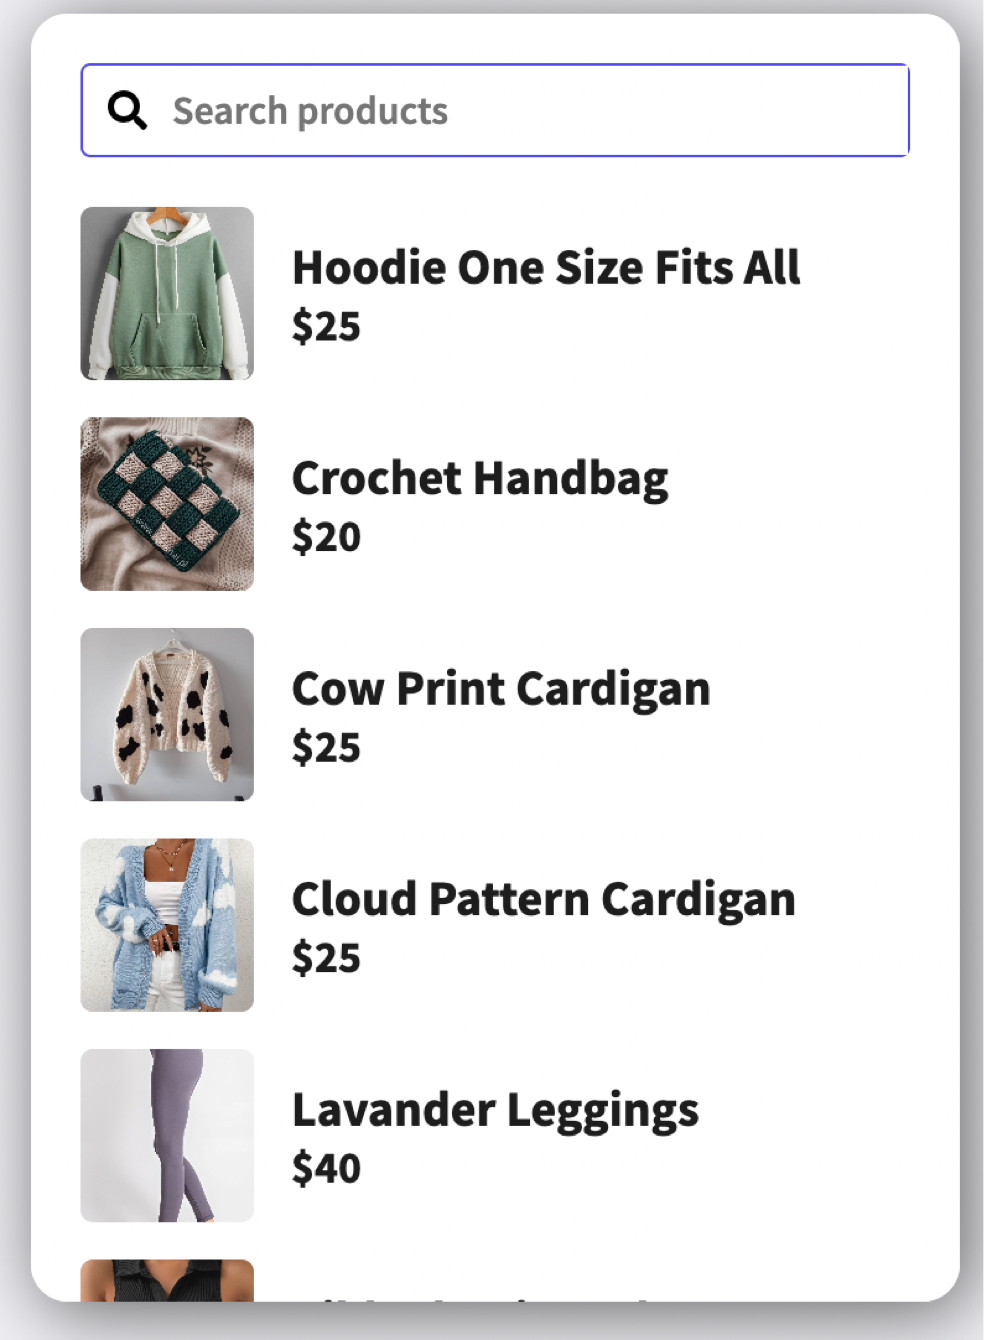 Search products
Hoodie One Size Fits All
$25
Crochet Handbag
$20
Cow Print Cardigan
$25
Cloud Pattern Cardigan
$25
Lavander Leggings
$40